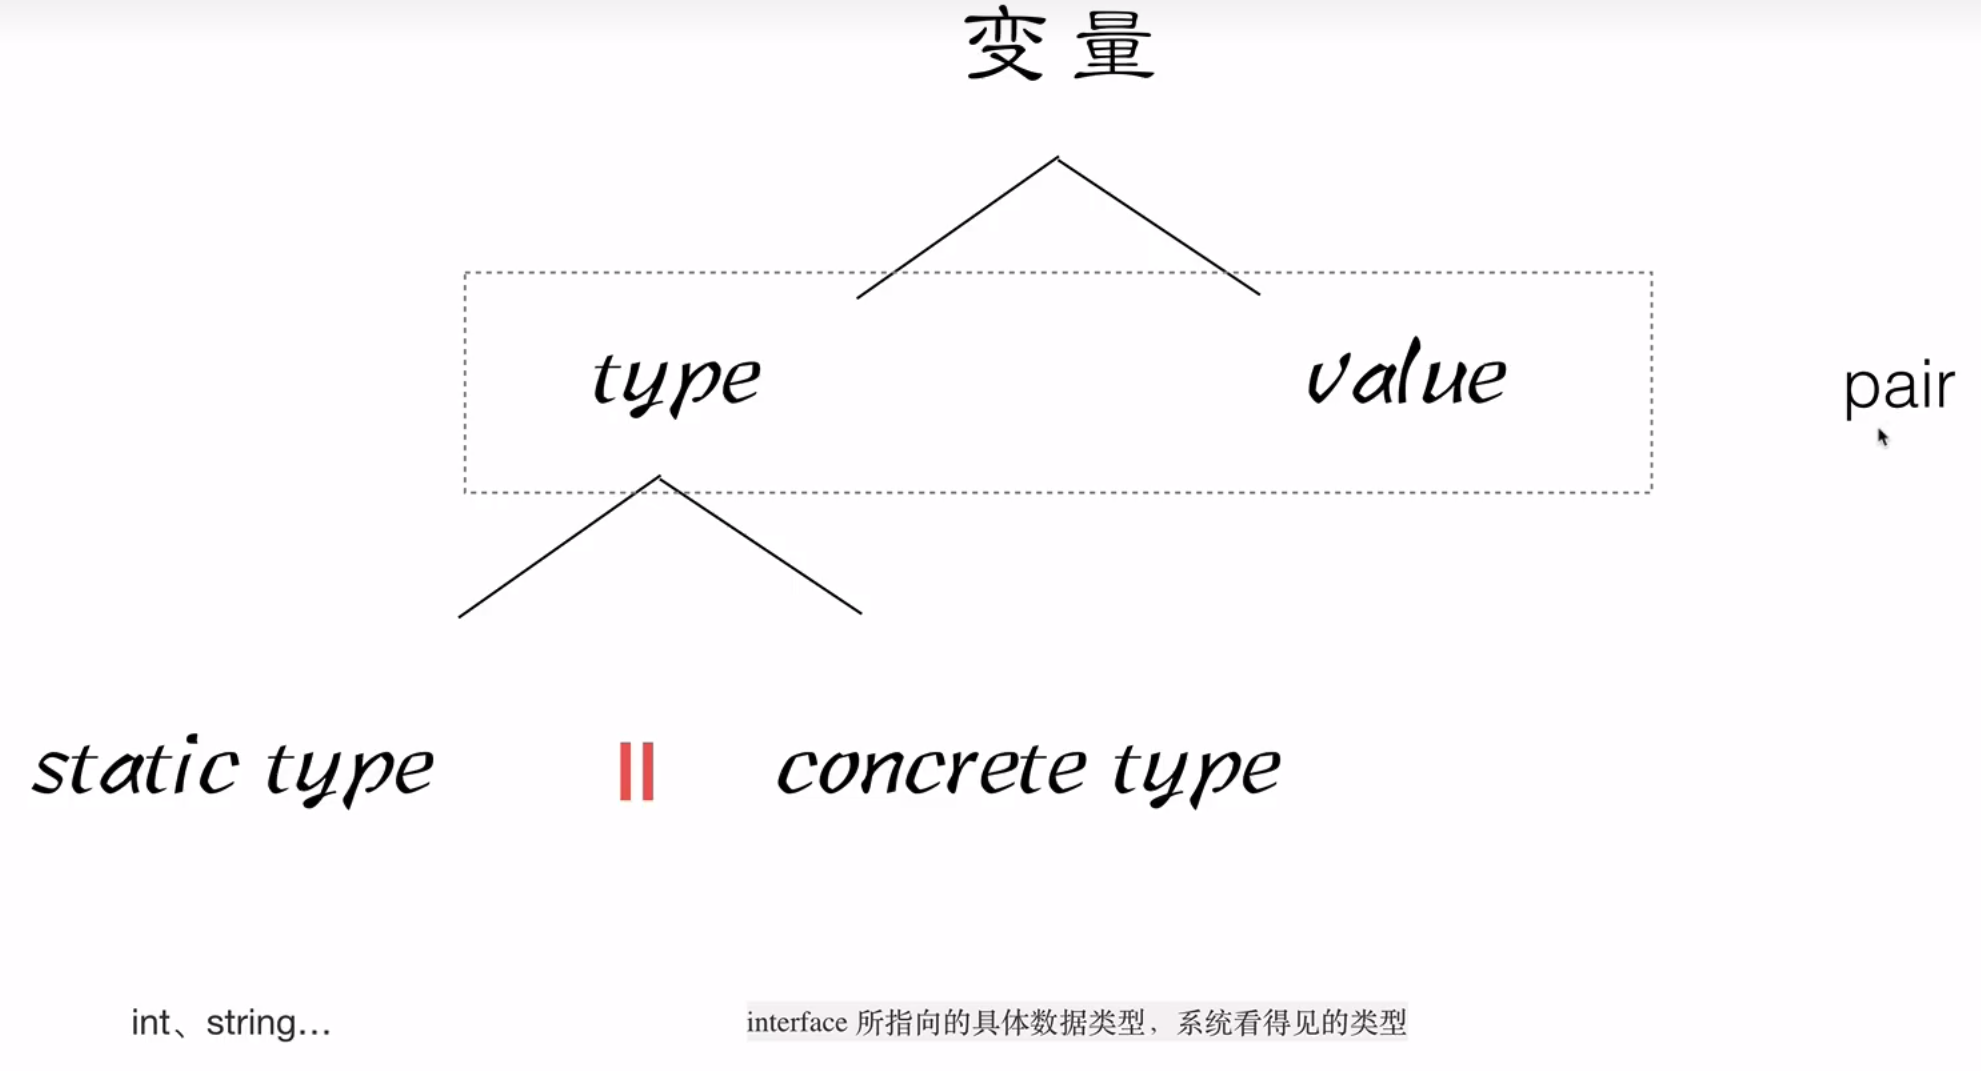 变量
type value pair
static type || concrete type
int、string...
interface 所指向的具体数据类型，系统看得见的类型